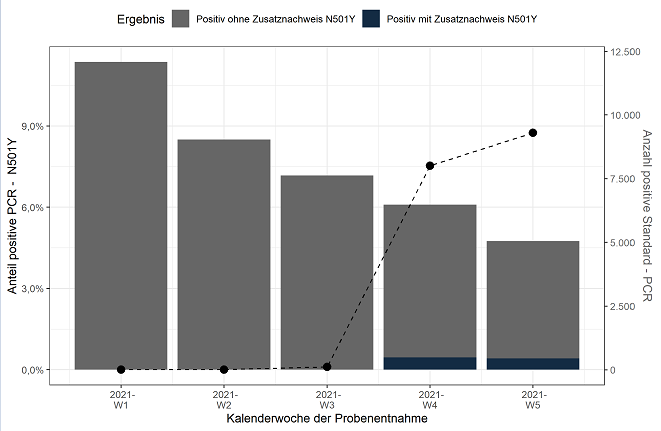 Ergebnis
Positiv ohne Zusatznachweis N501Y
Positiv mit Zusatznachweis N501Y
Anteil positive PCR - N501Y
9,0%
6,0%
3,0%
0,0%
12.500
10.000
7.500
5.000
2.500
0
Anzahl positive Standard - PCR
2021-
W1
2021-
W2
2021-
W3
2021-
W4
2021-
W5
Kalenderwoche der Probenentnahme